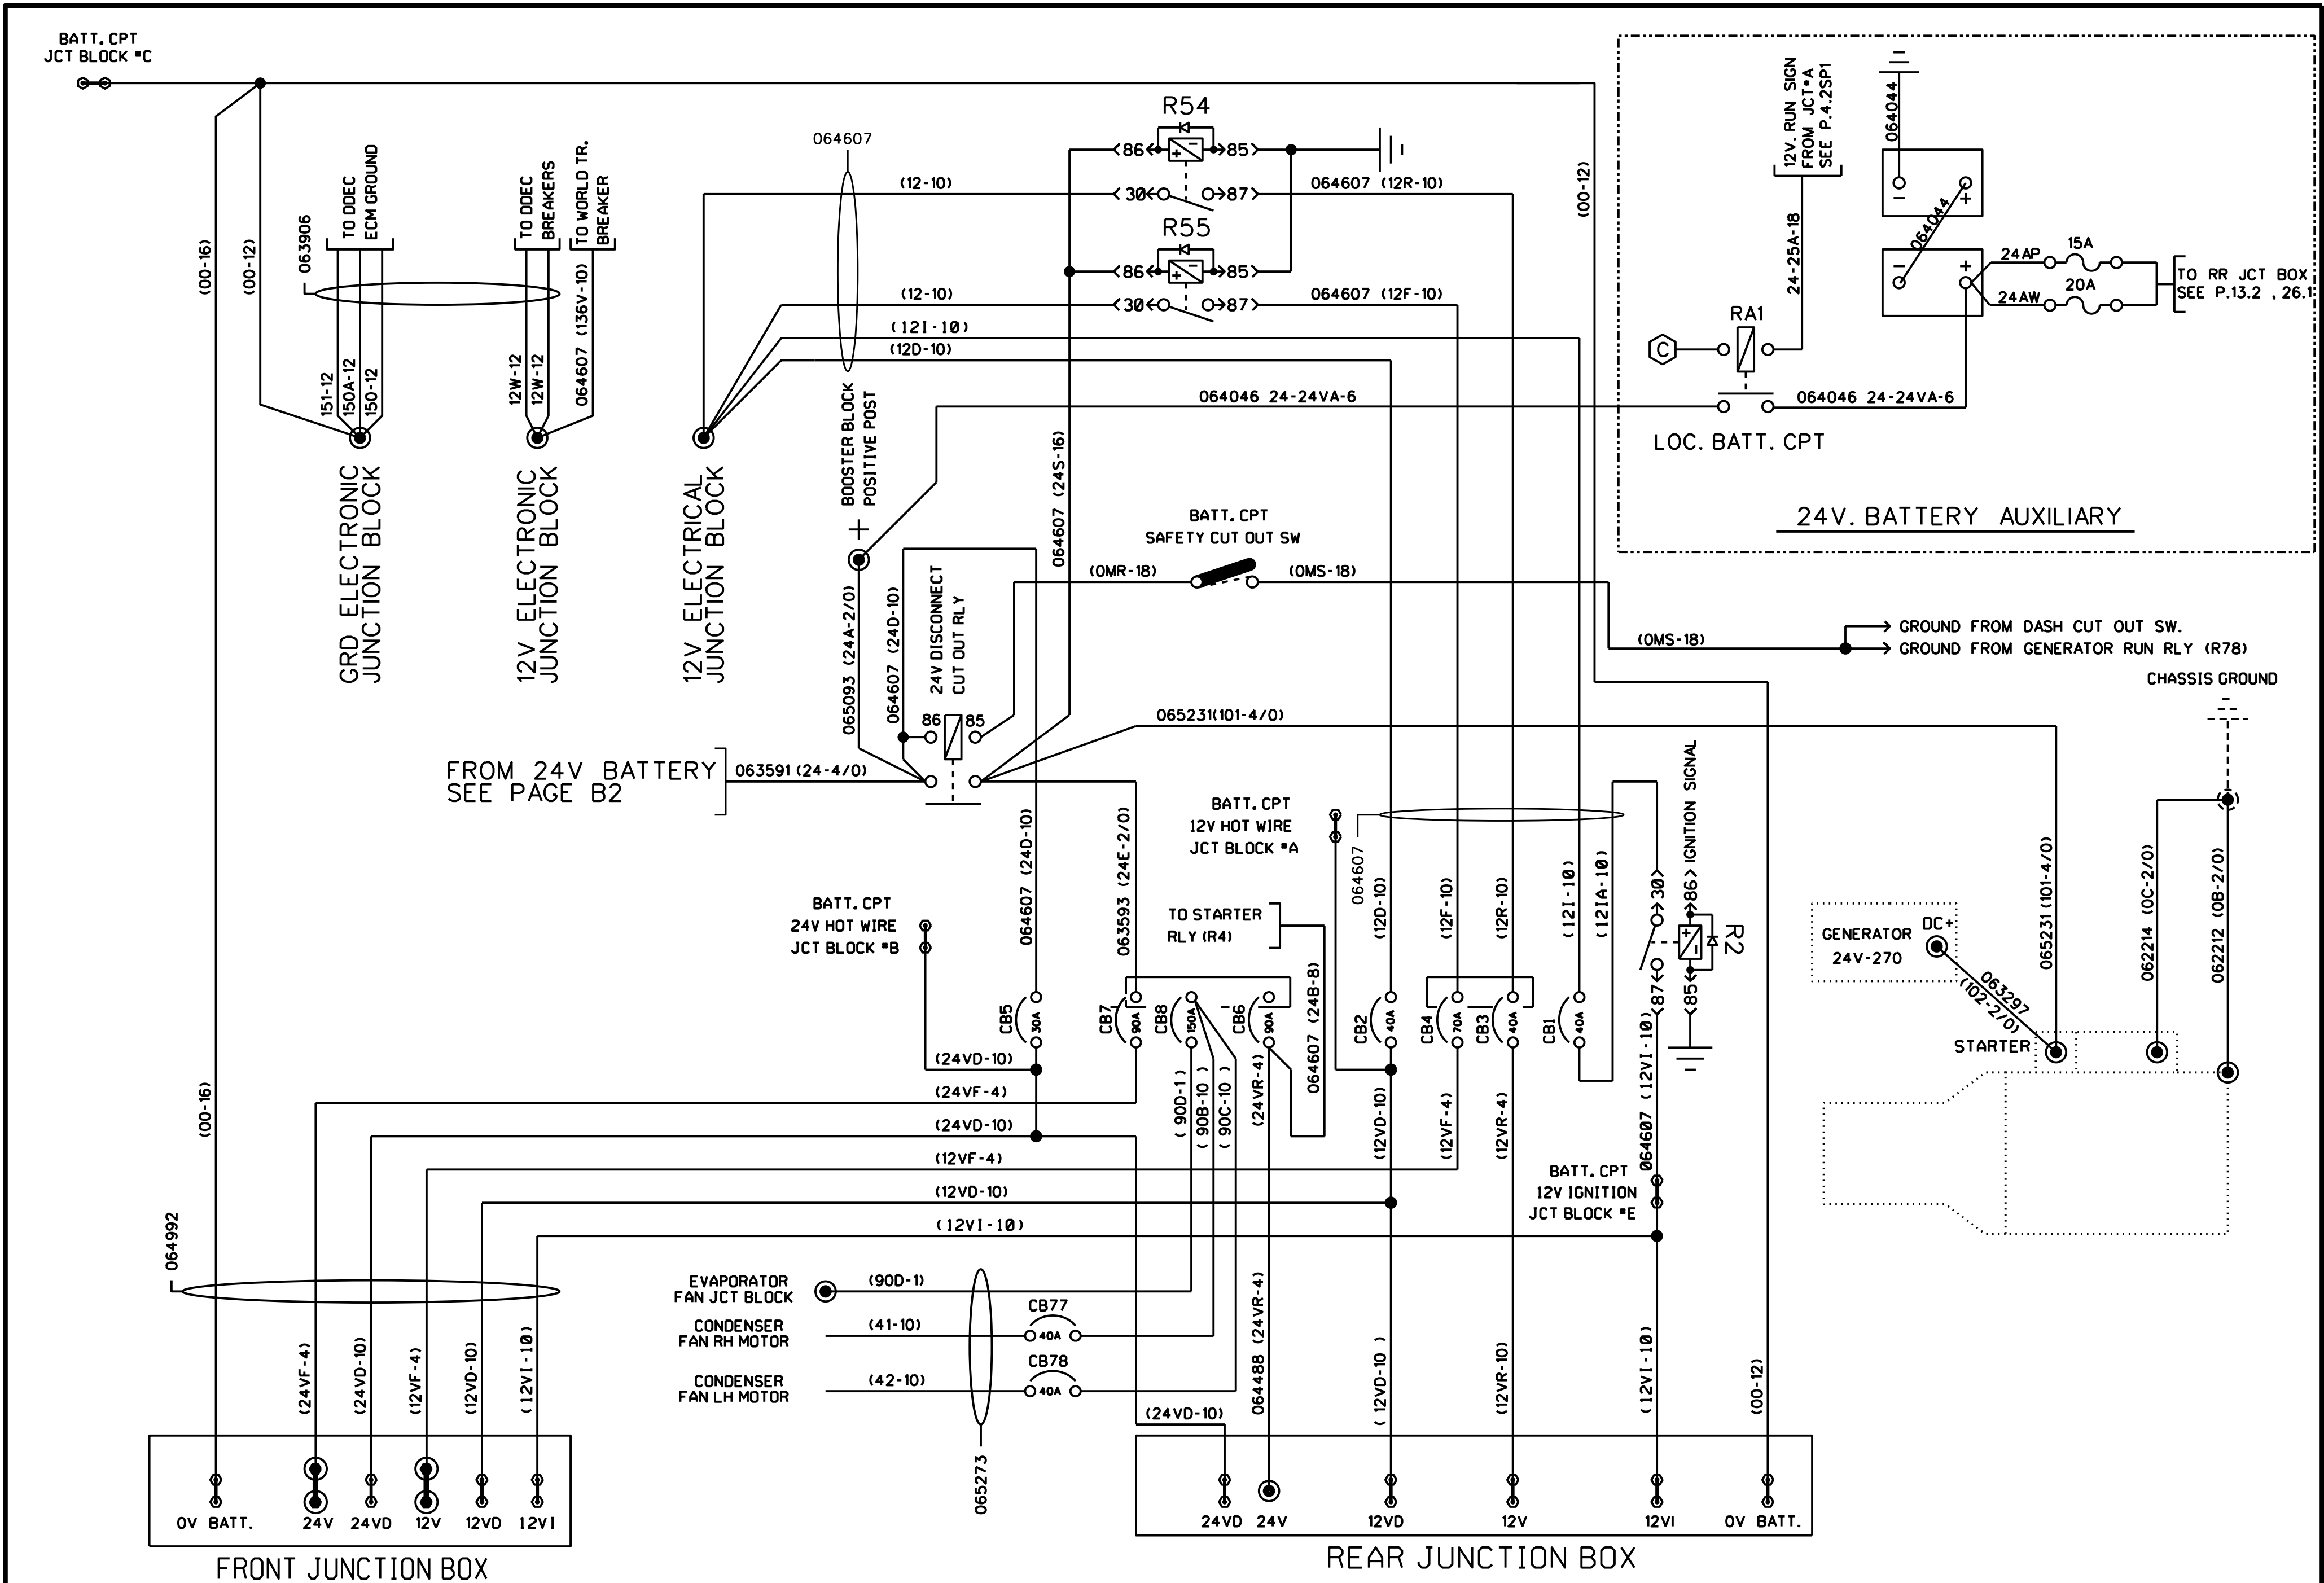 BATT. CPT
JCT BLOCK "C
(00-16)
(00-12)
063906
TO DDEC
ECM GROUND
151-12
150A-12
150-12
TO DDEC
BREAKERS
TO WORLD TR.
BREAKER
12W-12
12W-12
064607 (136V-10)
GRD ELECTRONIC
JUNCTION BLOCK
12V ELECTRONIC
JUNCTION BLOCK
12V ELECTRICAL
JUNCTION BLOCK
064607
(12-10)
(12-10)
(12I-10)
(12D-10)
R54
86
85
30
87
064607 (12R-10)
R55
86
85
30
87
064607 (12F-10)
(00-12)
BOOSTER BLOCK
POSITIVE POST
+
064607 (24S-16)
064046 24-24VA-6
12V. RUN SIGN
FROM JCT"A
SEE P.4.2SP1
24-25A-18
064044
064044
-
+
-
+
24AP
15A
24AW
20A
TO RR JCT BOX
SEE P.13.2 , 26.1
RA1
C
064046 24-24VA-6
LOC. BATT. CPT
24V. BATTERY AUXILIARY
BATT. CPT
SAFETY CUT OUT SW
(0MR-18)
(0MS-18)
(0MS-18)
GROUND FROM DASH CUT OUT SW.
GROUND FROM GENERATOR RUN RLY (R78)
065093 (24A-2/0)
064607 (24D-10)
24V DISCONNECT
CUT OUT RLY
86
85
FROM 24V BATTERY
SEE PAGE B2
063591 (24-4/0)
065231(101-4/0)
CHASSIS GROUND
064607 (24D-10)
063593 (24E-2/0)
BATT. CPT
12V HOT WIRE
JCT BLOCK "A
064607
BATT. CPT
24V HOT WIRE
JCT BLOCK "B
TO STARTER
RLY (R4)
064607 (24B-8)
(12D-10)
(12F-10)
(12R-10)
(12I-10)
(12IA-10)
30
86
IGNITION SIGNAL
R2
87
85
CB5
30A
CB7
90A
CB8
150A
CB6
90A
CB2
40A
CB4
70A
CB3
40A
CB1
40A
GENERATOR
24V-270
DC+
063297
(102-2/0)
065231 (101-4/0)
062214 (0C-2/0)
062212 (0B-2/0)
STARTER
(24VD-10)
(24VF-4)
(24VD-10)
(12VF-4)
(12VD-10)
(12VI-10)
(90D-1)
(90B-10)
(90C-10)
(24VR-4)
(12VD-10)
(12VF-4)
(12VR-4)
064607 (12VI-10)
BATT. CPT
12V IGNITION
JCT BLOCK "E
(00-16)
064992
EVAPORATOR
FAN JCT BLOCK
(90D-1)
CONDENSER
FAN RH MOTOR
(41-10)
CB77
40A
CONDENSER
FAN LH MOTOR
(42-10)
CB78
40A
065273
(24VF-4)
(24VD-10)
(12VF-4)
(12VD-10)
(12VI-10)
(24VD-10)
064488 (24VR-4)
(12VD-10)
(12VR-10)
(12VI-10)
(00-12)
0V BATT.
24V
24VD
12V
12VD
12VI
FRONT JUNCTION BOX
24VD
24V
12VD
12V
12VI
0V BATT.
REAR JUNCTION BOX